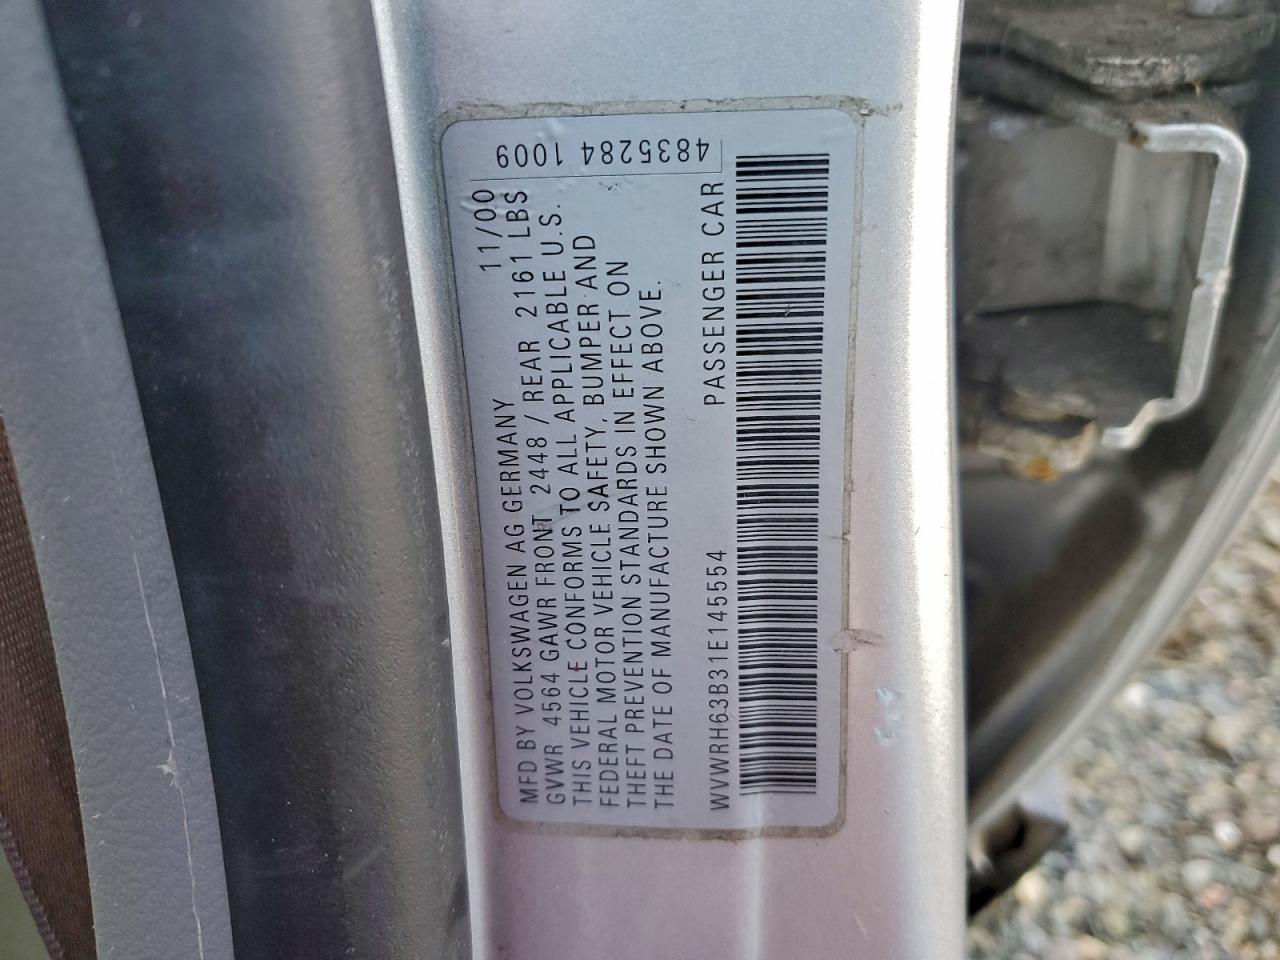 MFD BY VOLKSWAGEN AG GERMANY 11/00
GVWR 4564 GAWR FRONT 2448 / REAR 2161 LBS
THIS VEHICLE CONFORMS TO ALL APPLICABLE U.S.
FEDERAL MOTOR VEHICLE SAFETY, BUMPER AND
THEFT PREVENTION STANDARDS IN EFFECT ON
THE DATE OF MANUFACTURE SHOWN ABOVE.
WVWRH63B31E145554 PASSENGER CAR
4835284 1009